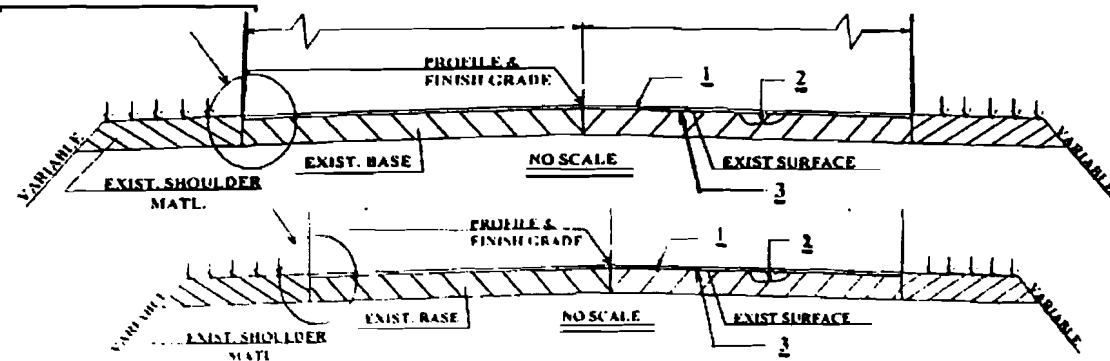 PROFILE &
FINISH GRADE
1
2
VARIABLE
EXIST. BASE
NO SCALE
EXIST SURFACE
VARIABLE
EXIST. SHOULDER
MATL.
3
PROFILE &
FINISH GRADE
1
2
VARIABLE
EXIST. BASE
NO SCALE
EXIST SURFACE
VARIABLE
EXIST. SHOULDER
MATL
3